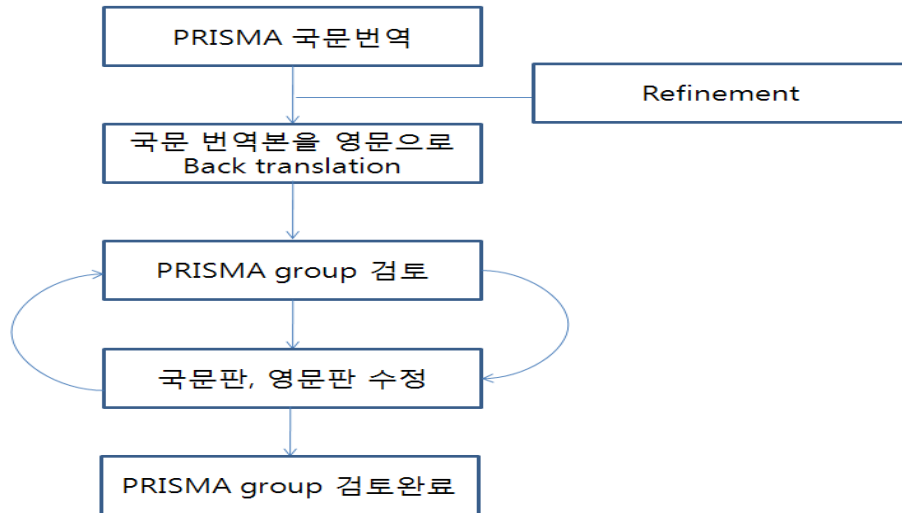 PRISMA 국문번역
Refinement
국문 번역본을 영문으로
Back translation
PRISMA group 검토
국문판, 영문판 수정
PRISMA group 검토완료